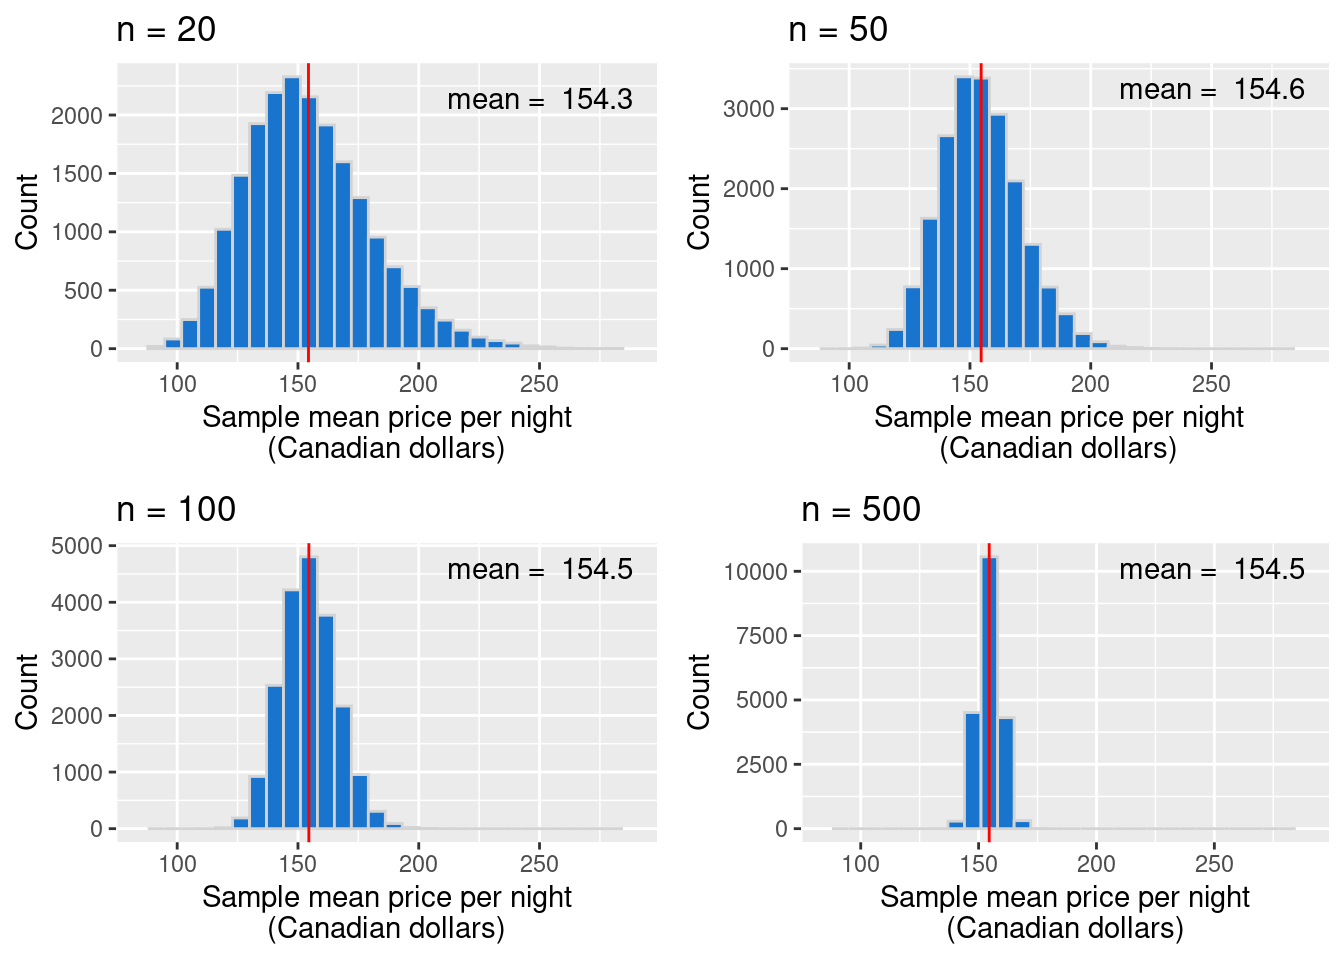 n = 20
mean = 154.3
Count
2000
1500
1000
500
0
100 150 200 250
Sample mean price per night
(Canadian dollars)
n = 50
mean = 154.6
Count
3000
2000
1000
0
100 150 200 250
Sample mean price per night
(Canadian dollars)
n = 100
mean = 154.5
Count
5000
4000
3000
2000
1000
0
100 150 200 250
Sample mean price per night
(Canadian dollars)
n = 500
mean = 154.5
Count
10000
7500
5000
2500
0
100 150 200 250
Sample mean price per night
(Canadian dollars)